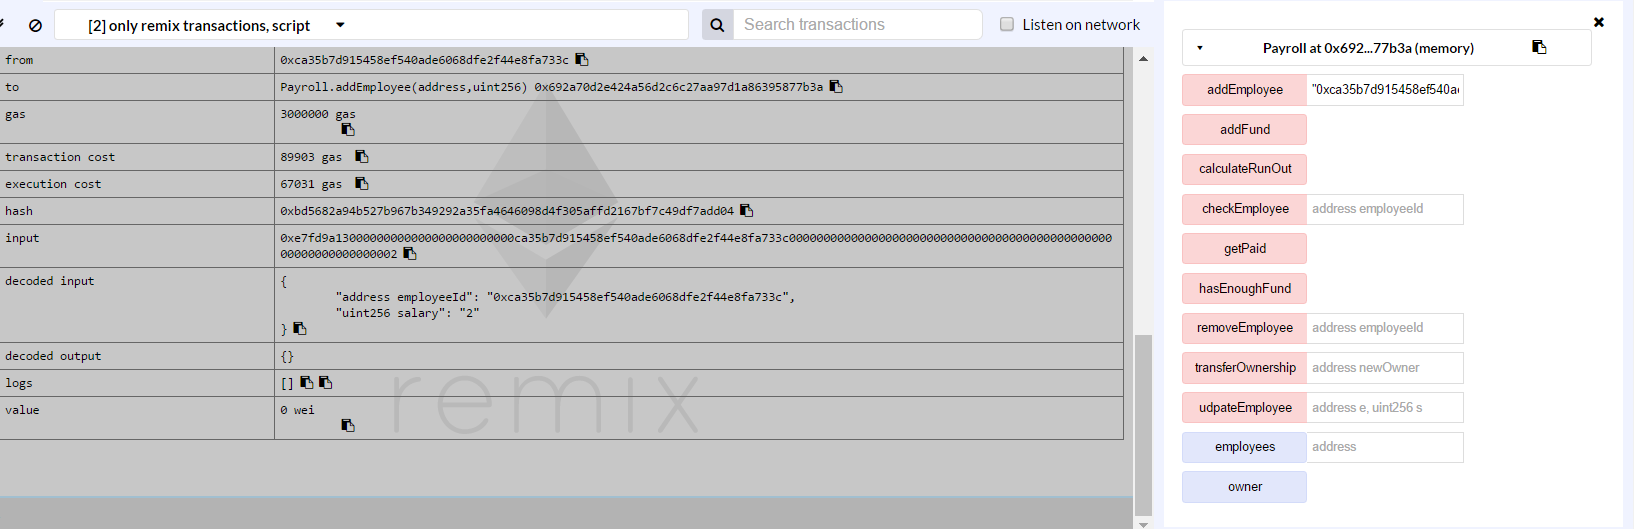 [2] only remix transactions, script
Search transactions
Listen on network
from 0xca35b7d915458ef540ade6068dfe2f44e8fa733c
to Payroll.addEmployee(address,uint256) 0x692a70d2e424a56d2c6c27aa97d1a86395877b3a
gas 3000000 gas
transaction cost 89903 gas
execution cost 67031 gas
hash 0xbd5682a94b527b967b349292a35fa4646098d4f305affd2167bf7c49df7add04
input 0xe7fd9a13000000000000000000000000ca35b7d915458ef540ade6068dfe2f44e8fa733c00000000000000000000000000000000000000000000000
00000000000000002
decoded input {
"address employeeId": "0xca35b7d915458ef540ade6068dfe2f44e8fa733c",
"uint256 salary": "2"
}
decoded output {}
logs []
value 0 wei
remix
Payroll at 0x692...77b3a (memory)
addEmployee "0xca35b7d915458ef540a
addFund
calculateRunOut
checkEmployee address employeeId
getPaid
hasEnoughFund
removeEmployee address employeeId
transferOwnership address newOwner
udpateEmployee address e, uint256 s
employees address
owner